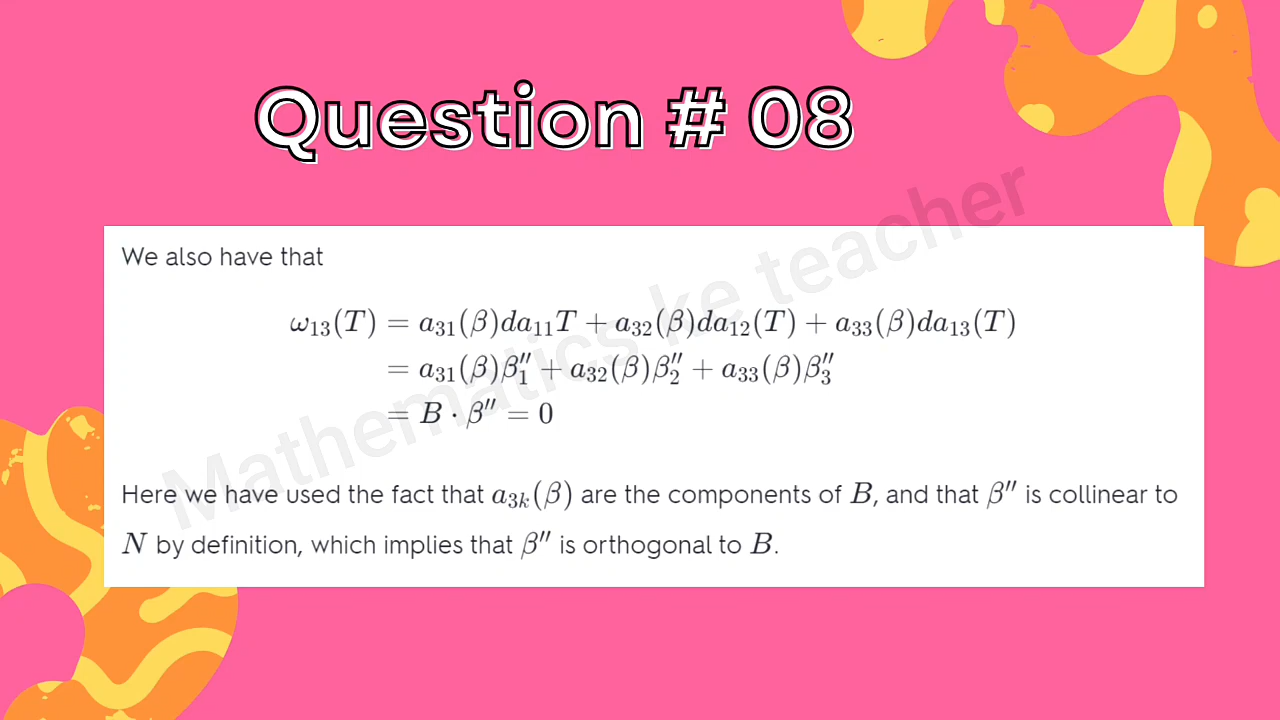 Question # 08
We also have that
ω₁₃(T) = a₃₁(β)da₁₁T + a₃₂(β)da₁₂(T) + a₃₃(β)da₁₃(T)
= a₃₁(β)β₁″ + a₃₂(β)β₂″ + a₃₃(β)β₃″
= B · β″ = 0
Here we have used the fact that a₃ₖ(β) are the components of B, and that β″ is collinear to
N by definition, which implies that β″ is orthogonal to B.
Mathematics ke teacher